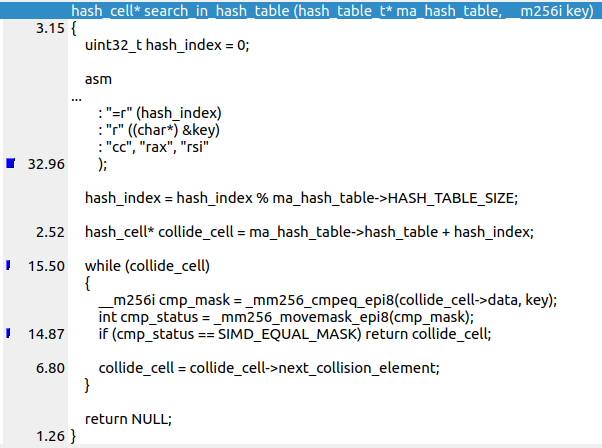 hash_cell* search_in_hash_table (hash_table_t* ma_hash_table, __m256i key)
3.15 {
uint32_t hash_index = 0;
asm
...
: "=r" (hash_index)
: "r" ((char*) &key)
: "cc", "rax", "rsi"
32.96 );
hash_index = hash_index % ma_hash_table->HASH_TABLE_SIZE;
2.52 hash_cell* collide_cell = ma_hash_table->hash_table + hash_index;
15.50 while (collide_cell)
{
__m256i cmp_mask = _mm256_cmpeq_epi8(collide_cell->data, key);
int cmp_status = _mm256_movemask_epi8(cmp_mask);
14.87 if (cmp_status == SIMD_EQUAL_MASK) return collide_cell;
6.80 collide_cell = collide_cell->next_collision_element;
}
return NULL;
1.26 }